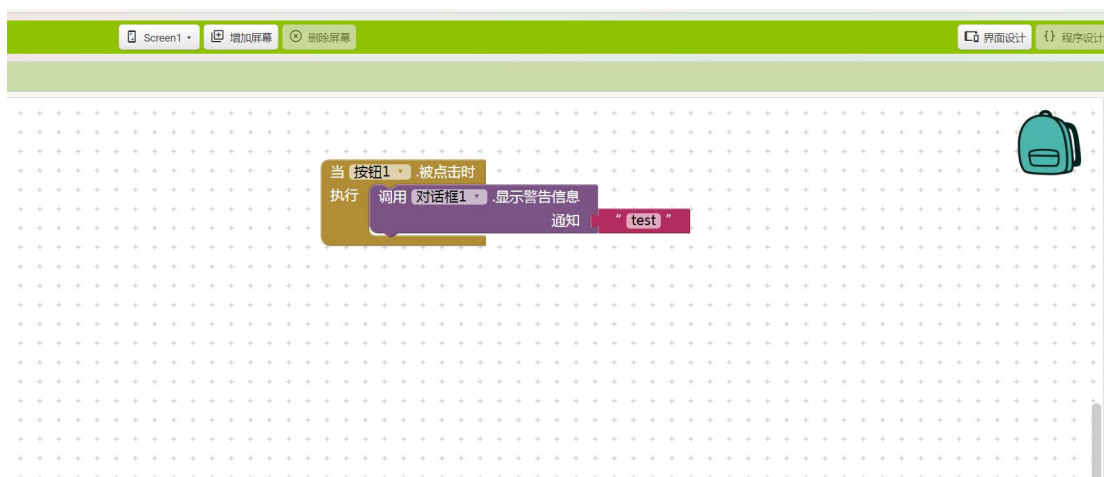 Screen1 增加屏幕 删除屏幕 界面设计 {} 程序设计
当 按钮1 .被点击时
执行 调用 对话框1 .显示警告信息
通知 "test"